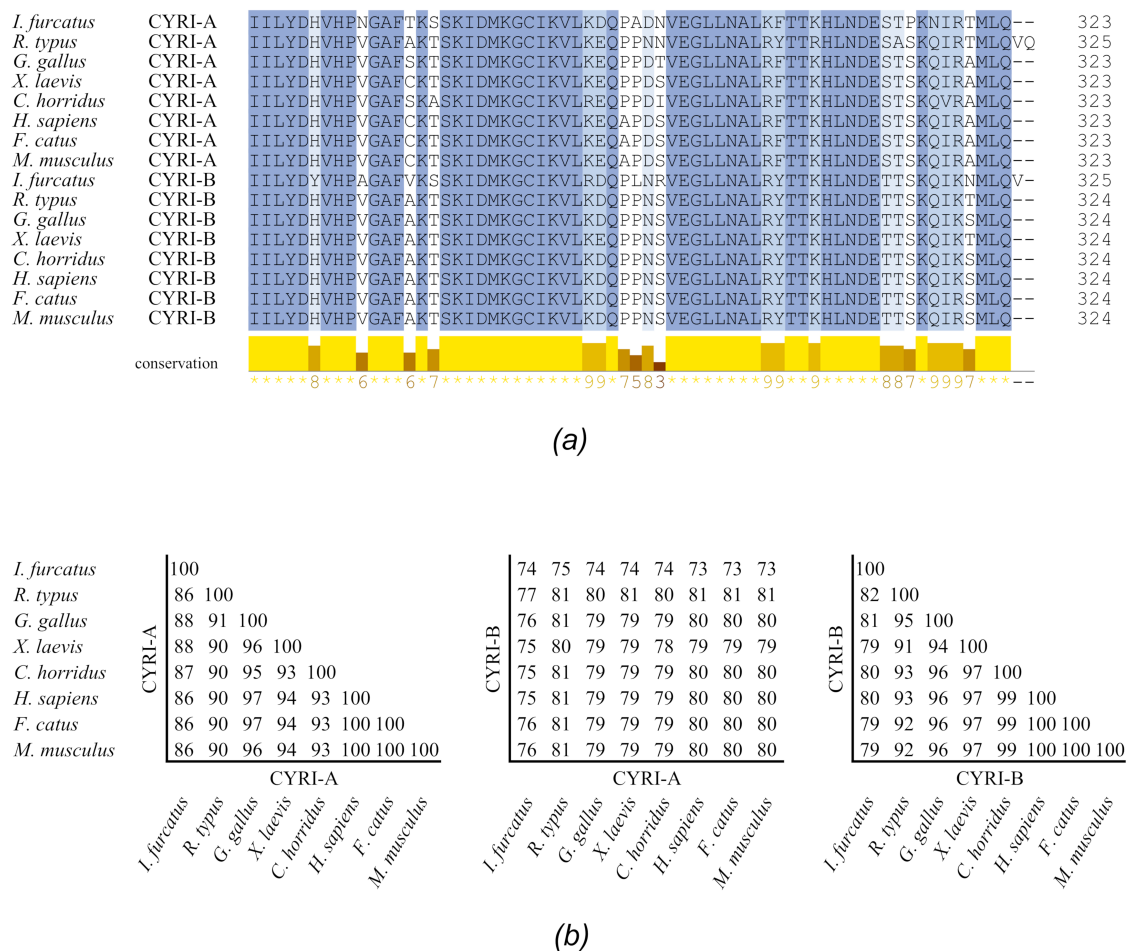 I. furcatus CYRI-A IILYDHVHPNGAFTKSSKIDMKGCIKVLKDQPADNVEGLLNALKFTTKHLNDESTPKNIRTMLQ-- 323
R. typus CYRI-A IILYDHVHPVGAFAKTSKIDMKGCIKVLKEQPPNNVEGLLNALRYTTRHLNDESASKQIRTMLQVQ 325
G. gallus CYRI-A IILYDHVHPVGAFSKTSKIDMKGCIKVLKEQPPDTVEGLLNALRFTTKHLNDESTSKQIRAMLQ-- 323
X. laevis CYRI-A IILYDHVHPVGAFCKTSKIDMKGCIKVLKEQPPDSVEGLLNALRFTTKHLNDESTSKQIRAMLQ-- 323
C. horridus CYRI-A IILYDHVHPVGAFSKASKIDMKGCIKVLREQPPDIVEGLLNALRFTTKHLNDESTSKQVRAMLQ-- 323
H. sapiens CYRI-A IILYDHVHPVGAFCKTSKIDMKGCIKVLKEQAPDSVEGLLNALRFTTKHLNDESTSKQIRAMLQ-- 323
F. catus CYRI-A IILYDHVHPVGAFCKTSKIDMKGCIKVLKEQAPDSVEGLLNALRFTTKHLNDESTSKQIRAMLQ-- 323
M. musculus CYRI-A IILYDHVHPVGAFCKTSKIDMKGCIKVLKEQAPDSVEGLLNALRFTTKHLNDESTSKQIRAMLQ-- 323
I. furcatus CYRI-B IILYDYVHPAGAFVKSSKIDMKGCIKVLRDQPLNRVEGLLNALRYTTKHLNDETTSKQIKNMLQV- 325
R. typus CYRI-B IILYDHVHPVGAFAKTSKIDMKGCIKVLKDQPPNSVEGLLNALRYTTKHLNDETTSKQIKSMLQ-- 324
G. gallus CYRI-B IILYDHVHPVGAFAKTSKIDMKGCIKVLKDQPPNSVEGLLNALRYTTKHLNDETTSKQIKSMLQ-- 324
X. laevis CYRI-B IILYDHVHPVGAFAKTSKIDMKGCIKVLKEQPPNSVEGLLNALRYTTKHLNDETTSKQIKTMLQ-- 324
C. horridus CYRI-B IILYDHVHPVGAFAKTSKIDMKGCIKVLKDQPPNSVEGLLNALRYTTKHLNDETTSKQIKSMLQ-- 324
H. sapiens CYRI-B IILYDHVHPVGAFAKTSKIDMKGCIKVLKDQPPNSVEGLLNALRYTTKHLNDETTSKQIRSMLQ-- 324
F. catus CYRI-B IILYDHVHPVGAFAKTSKIDMKGCIKVLKDQPPNSVEGLLNALRYTTKHLNDETTSKQIRSMLQ-- 324
M. musculus CYRI-B IILYDHVHPVGAFAKTSKIDMKGCIKVLKDQPPNSVEGLLNALRYTTKHLNDETTSKQIRSMLQ-- 324
conservation
*****8***6***6*7************99*7583********99**9*****887*9997***--
(a)
I. furcatus 100 74 75 74 74 74 73 73 73 100
R. typus 86 100 77 81 80 81 80 81 81 81 82 100
G. gallus 88 91 100 76 81 79 79 79 80 80 80 81 95 100
X. laevis 88 90 96 100 75 80 79 79 78 79 79 79 79 91 94 100
C. horridus 87 90 95 93 100 75 81 79 79 79 80 80 80 80 93 96 97 100
H. sapiens 86 90 97 94 93 100 75 81 79 79 79 80 80 80 80 93 96 97 99 100
F. catus 86 90 97 94 93 100 100 76 81 79 79 79 80 80 80 79 92 96 97 99 100 100
M. musculus 86 90 96 94 93 100 100 100 76 81 79 79 79 80 80 80 79 92 96 97 99 100 100 100
CYRI-A CYRI-B CYRI-B
CYRI-A CYRI-A CYRI-B
I. furcatus R. typus G. gallus X. laevis C. horridus H. sapiens F. catus M. musculus
I. furcatus R. typus G. gallus X. laevis C. horridus H. sapiens F. catus M. musculus
I. furcatus R. typus G. gallus X. laevis C. horridus H. sapiens F. catus M. musculus
(b)